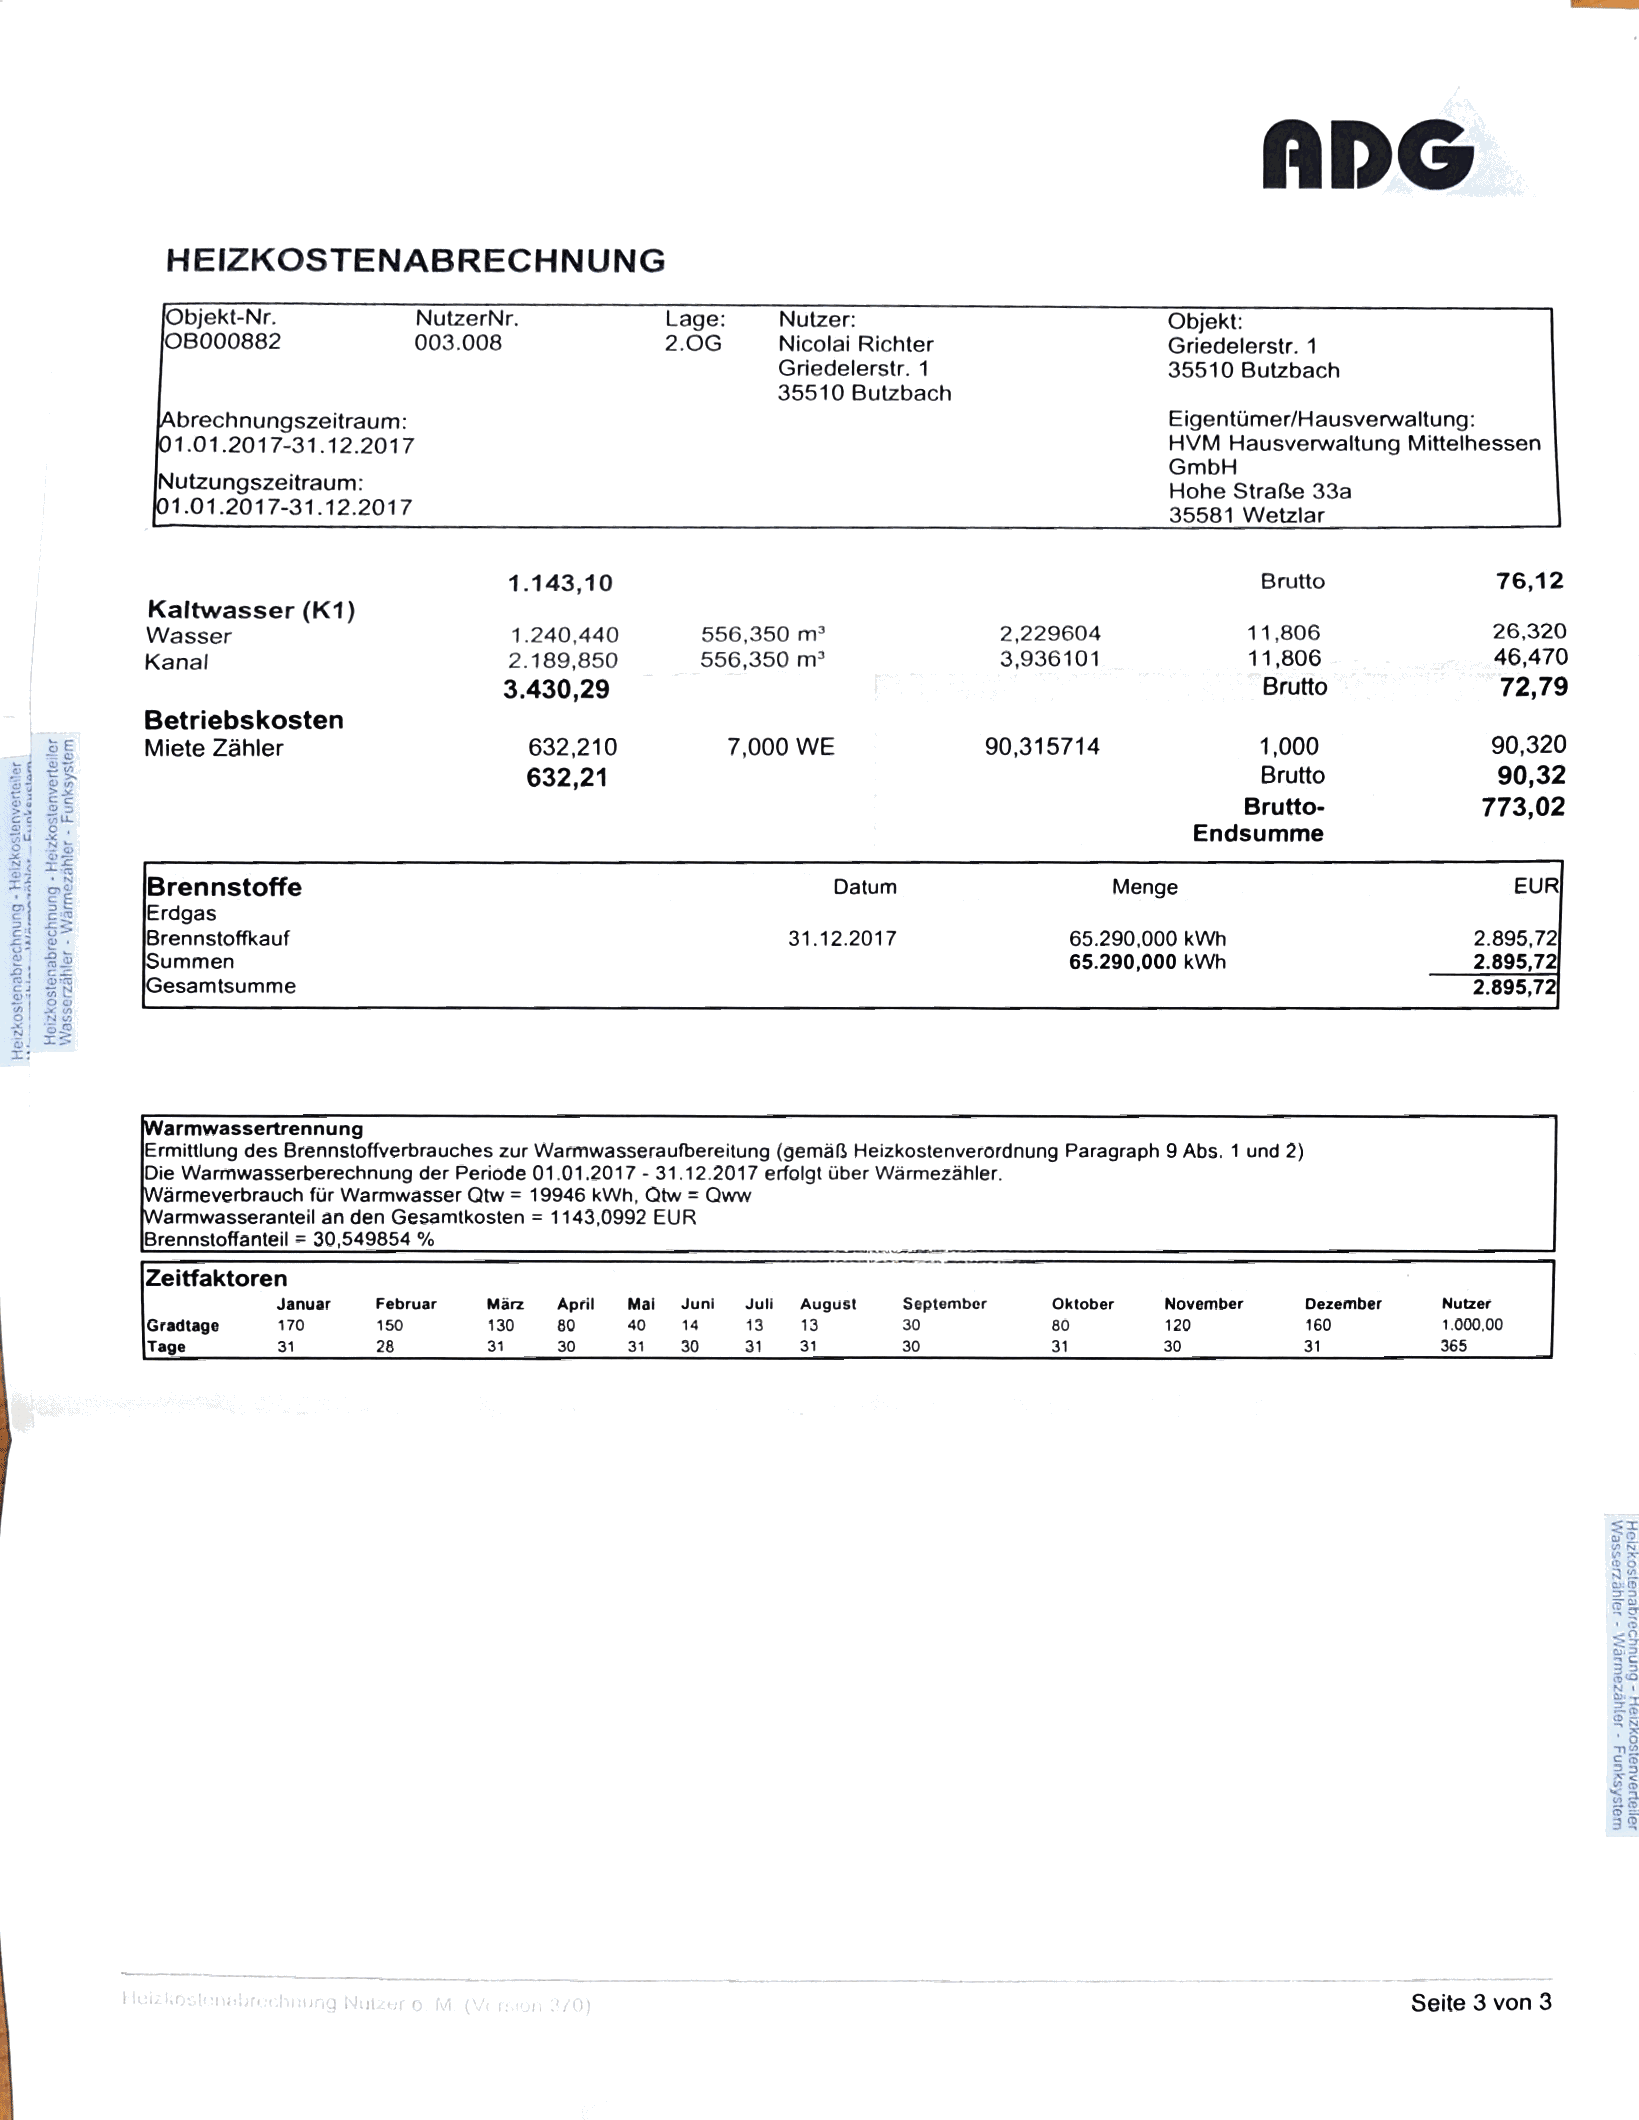 ADG
HEIZKOSTENABRECHNUNG
Objekt-Nr. NutzerNr. Lage: Nutzer: Objekt:
OB000882 003.008 2.OG Nicolai Richter Griedelerstr. 1
Griedelerstr. 1 35510 Butzbach
35510 Butzbach
Abrechnungszeitraum: Eigentümer/Hausverwaltung:
01.01.2017-31.12.2017 HVM Hausverwaltung Mittelhessen
GmbH
Nutzungszeitraum: Hohe Straße 33a
01.01.2017-31.12.2017 35581 Wetzlar
1.143,10 Brutto 76,12
Kaltwasser (K1)
Wasser 1.240,440 556,350 m³ 2,229604 11,806 26,320
Kanal 2.189,850 556,350 m³ 3,936101 11,806 46,470
3.430,29 Brutto 72,79
Betriebskosten
Miete Zähler 632,210 7,000 WE 90,315714 1,000 90,320
632,21 Brutto 90,32
Brutto- 773,02
Endsumme
Brennstoffe Datum Menge EUR
Erdgas
Brennstoffkauf 31.12.2017 65.290,000 kWh 2.895,72
Summen 65.290,000 kWh 2.895,72
Gesamtsumme 2.895,72
Warmwassertrennung
Ermittlung des Brennstoffverbrauches zur Warmwasseraufbereitung (gemäß Heizkostenverordnung Paragraph 9 Abs. 1 und 2)
Die Warmwasserberechnung der Periode 01.01.2017 - 31.12.2017 erfolgt über Wärmezähler.
Wärmeverbrauch für Warmwasser Qtw = 19946 kWh, Qtw = Qww
Warmwasseranteil an den Gesamtkosten = 1143,0992 EUR
Brennstoffanteil = 30,549854 %
Zeitfaktoren
Januar Februar März April Mai Juni Juli August September Oktober November Dezember Nutzer
Gradtage 170 150 130 80 40 14 13 13 30 80 120 160 1.000,00
Tage 31 28 31 30 31 30 31 31 30 31 30 31 365
Heizkostenabrechnung - Heizkostenverteiler
Heizkostenabrechnung - Heizkostenverteiler
Wasserzähler - Wärmezähler - Funksystem
Heizkostenabrechnung - Heizkostenverteiler
Wasserzähler - Wärmezähler - Funksystem
Heizkostenabrechnung Nutzer o. M. (Version 370)
Seite 3 von 3